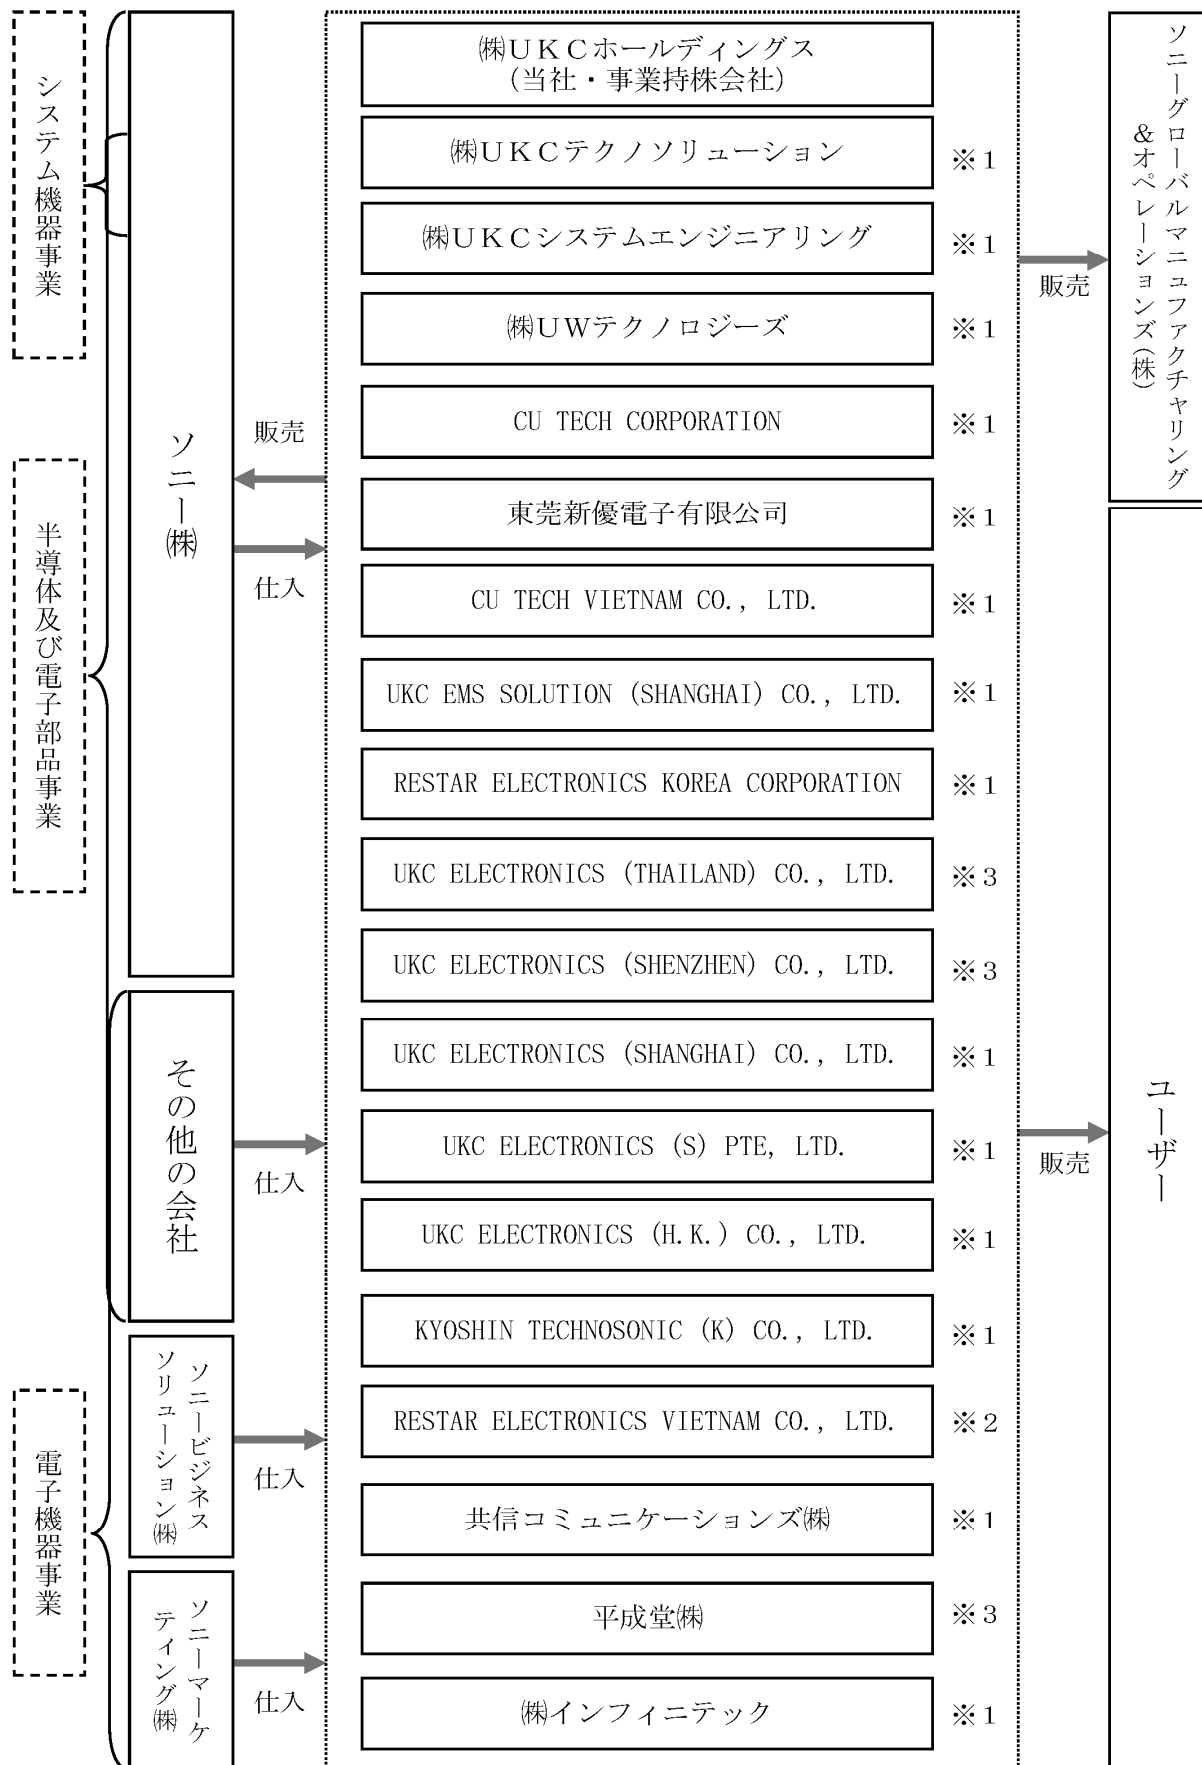 システム機器事業
半導体及び電子部品事業
電子機器事業
ソニー㈱
その他の会社
ソニービジネス
ソリューション㈱
ソニーマーケ
ティング㈱
販売
仕入
仕入
仕入
仕入
㈱ＵＫＣホールディングス
（当社・事業持株会社）
㈱ＵＫＣテクノソリューション ※１
㈱ＵＫＣシステムエンジニアリング ※１
㈱ＵＷテクノロジーズ ※１
CU TECH CORPORATION ※１
東莞新優電子有限公司 ※１
CU TECH VIETNAM CO., LTD. ※１
UKC EMS SOLUTION (SHANGHAI) CO., LTD. ※１
RESTAR ELECTRONICS KOREA CORPORATION ※１
UKC ELECTRONICS (THAILAND) CO., LTD. ※３
UKC ELECTRONICS (SHENZHEN) CO., LTD. ※３
UKC ELECTRONICS (SHANGHAI) CO., LTD. ※１
UKC ELECTRONICS (S) PTE, LTD. ※１
UKC ELECTRONICS (H.K.) CO., LTD. ※１
KYOSHIN TECHNOSONIC (K) CO., LTD. ※１
RESTAR ELECTRONICS VIETNAM CO., LTD. ※２
共信コミュニケーションズ㈱ ※１
平成堂㈱ ※３
㈱インフィニテック ※１
販売
販売
ソニーグローバルマニュファクチャリング
＆オペレーションズ（株）
ユーザー